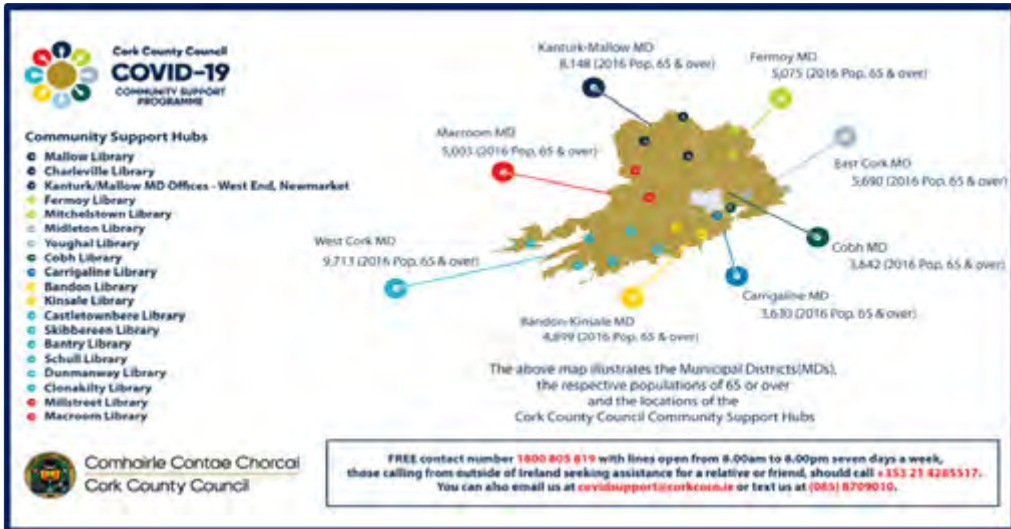 Cork County Council
COVID-19
COMMUNITY SUPPORT
PROGRAMME
Community Support Hubs
Mallow Library
Charleville Library
Kanturk/Mallow MD Offices - West End, Newmarket
Fermoy Library
Mitchelstown Library
Midleton Library
Youghal Library
Cobh Library
Carrigaline Library
Bandon Library
Kinsale Library
Castletownbere Library
Skibbereen Library
Bantry Library
Schull Library
Dunmanway Library
Clonakilty Library
Millstreet Library
Macroom Library
Kanturk-Mallow MD
8,148 (2016 Pop. 65 & over)
Fermoy MD
5,075 (2016 Pop. 65 & over)
Macroom MD
5,003 (2016 Pop. 65 & over)
East Cork MD
5,690 (2016 Pop. 65 & over)
West Cork MD
9,713 (2016 Pop. 65 & over)
Cobh MD
3,642 (2016 Pop. 65 & over)
Carrigaline MD
3,630 (2016 Pop. 65 & over)
Bandon-Kinsale MD
4,899 (2016 Pop. 65 & over)
The above map illustrates the Municipal Districts(MDs),
the respective populations of 65 or over
and the locations of the
Cork County Council Community Support Hubs
Comhairle Contae Chorcaí
Cork County Council
FREE contact number 1800 805 819 with lines open from 8.00am to 8.00pm seven days a week,
those calling from outside of Ireland seeking assistance for a relative or friend, should call +353 21 4285517.
You can also email us at covidsupport@corkcoco.ie or text us at (085) 8709010.